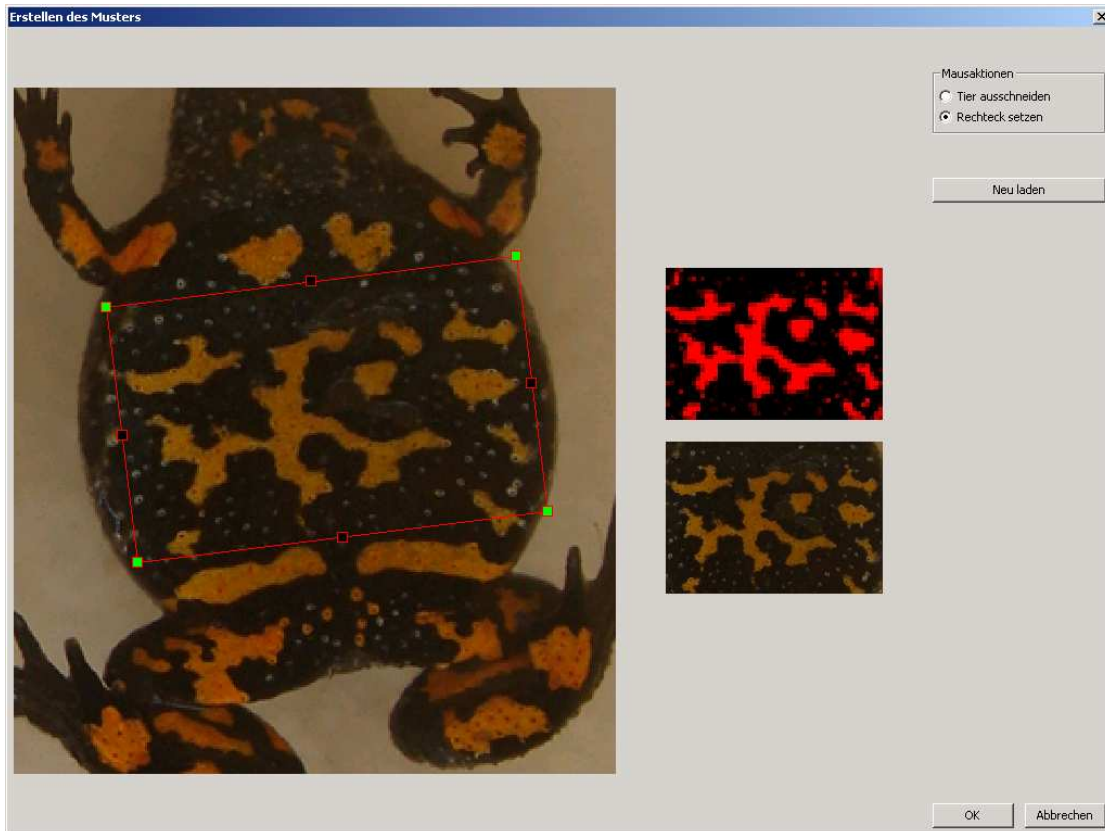 Erstellen des Musters
Mausaktionen
Tier ausschneiden
Rechteck setzen
Neu laden
OK
Abbrechen